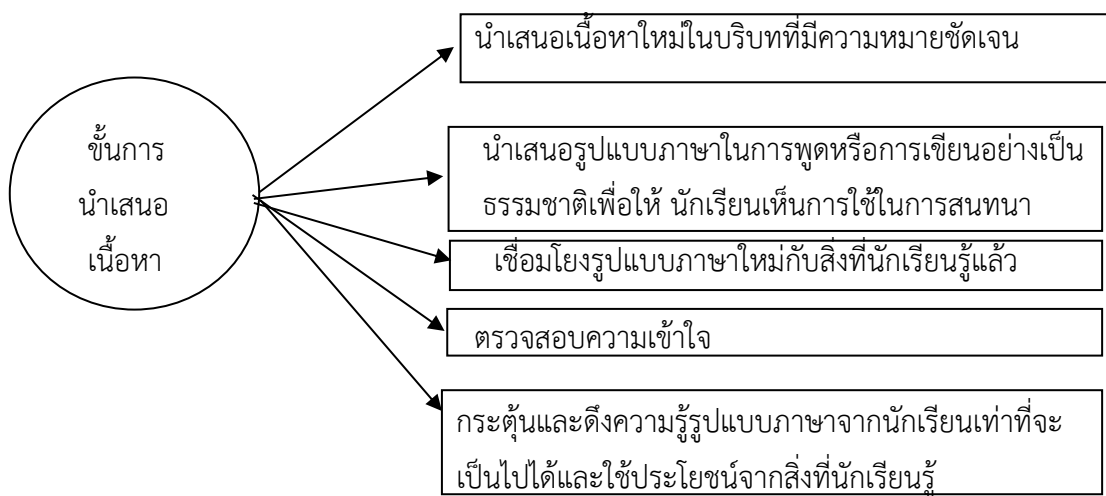 ขั้นการ
นำเสนอ
เนื้อหา
นำเสนอเนื้อหาใหม่ในบริบทที่มีความหมายชัดเจน
นำเสนอรูปแบบภาษาในการพูดหรือการเขียนอย่างเป็น
ธรรมชาติเพื่อให้ นักเรียนเห็นการใช้ในการสนทนา
เชื่อมโยงรูปแบบภาษาใหม่กับสิ่งที่นักเรียนรู้แล้ว
ตรวจสอบความเข้าใจ
กระตุ้นและดึงความรู้รูปแบบภาษาจากนักเรียนเท่าที่จะ
เป็นไปได้และใช้ประโยชน์จากสิ่งที่นักเรียนรู้